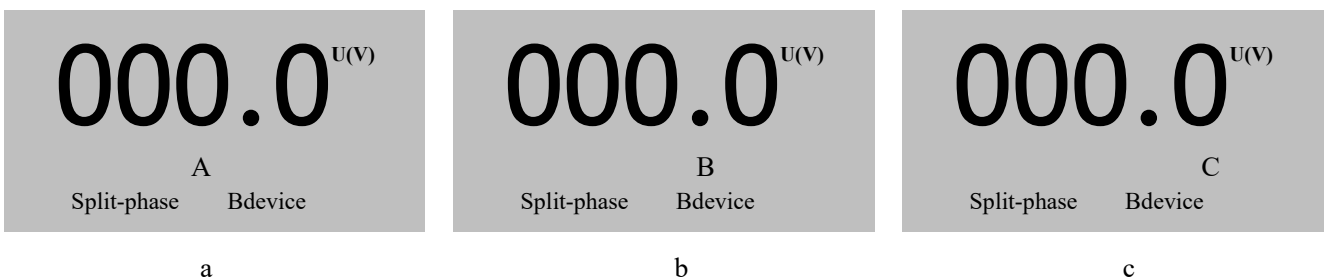 000.0 U(V)
A
Split-phase Bdevice
a
000.0 U(V)
B
Split-phase Bdevice
b
000.0 U(V)
C
Split-phase Bdevice
c